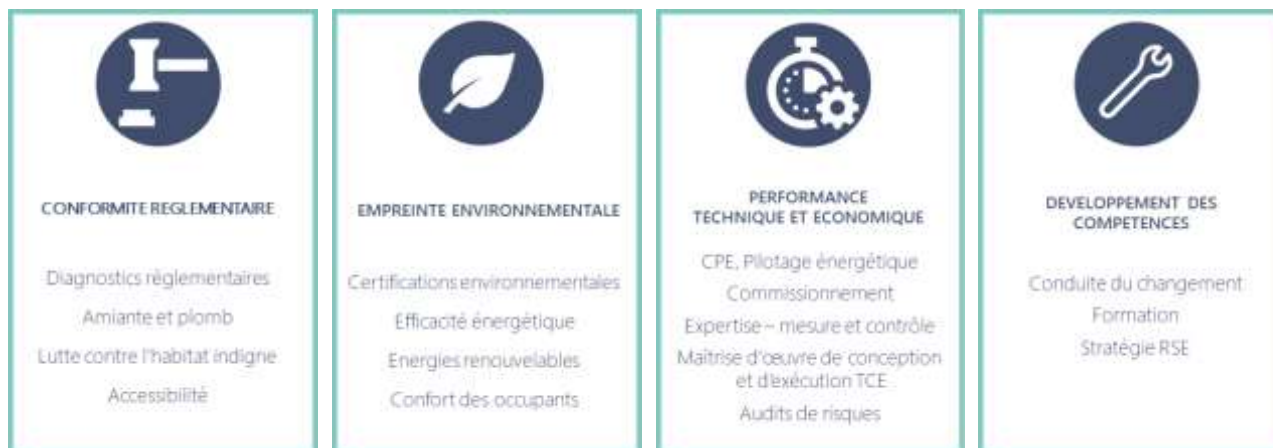 CONFORMITE REGLEMENTAIRE
Diagnostics règlementaires
Amiante et plomb
Lutte contre l'habitat indigne
Accessibilité
EMPREINTE ENVIRONNEMENTALE
Certifications environnementales
Efficacité énergétique
Energies renouvelables
Confort des occupants
PERFORMANCE
TECHNIQUE ET ECONOMIQUE
CPE, Pilotage énergétique
Commissionnement
Expertise – mesure et contrôle
Maîtrise d'œuvre de conception
et d'exécution TCE
Audits de risques
DEVELOPPEMENT DES
COMPETENCES
Conduite du changement
Formation
Stratégie RSE